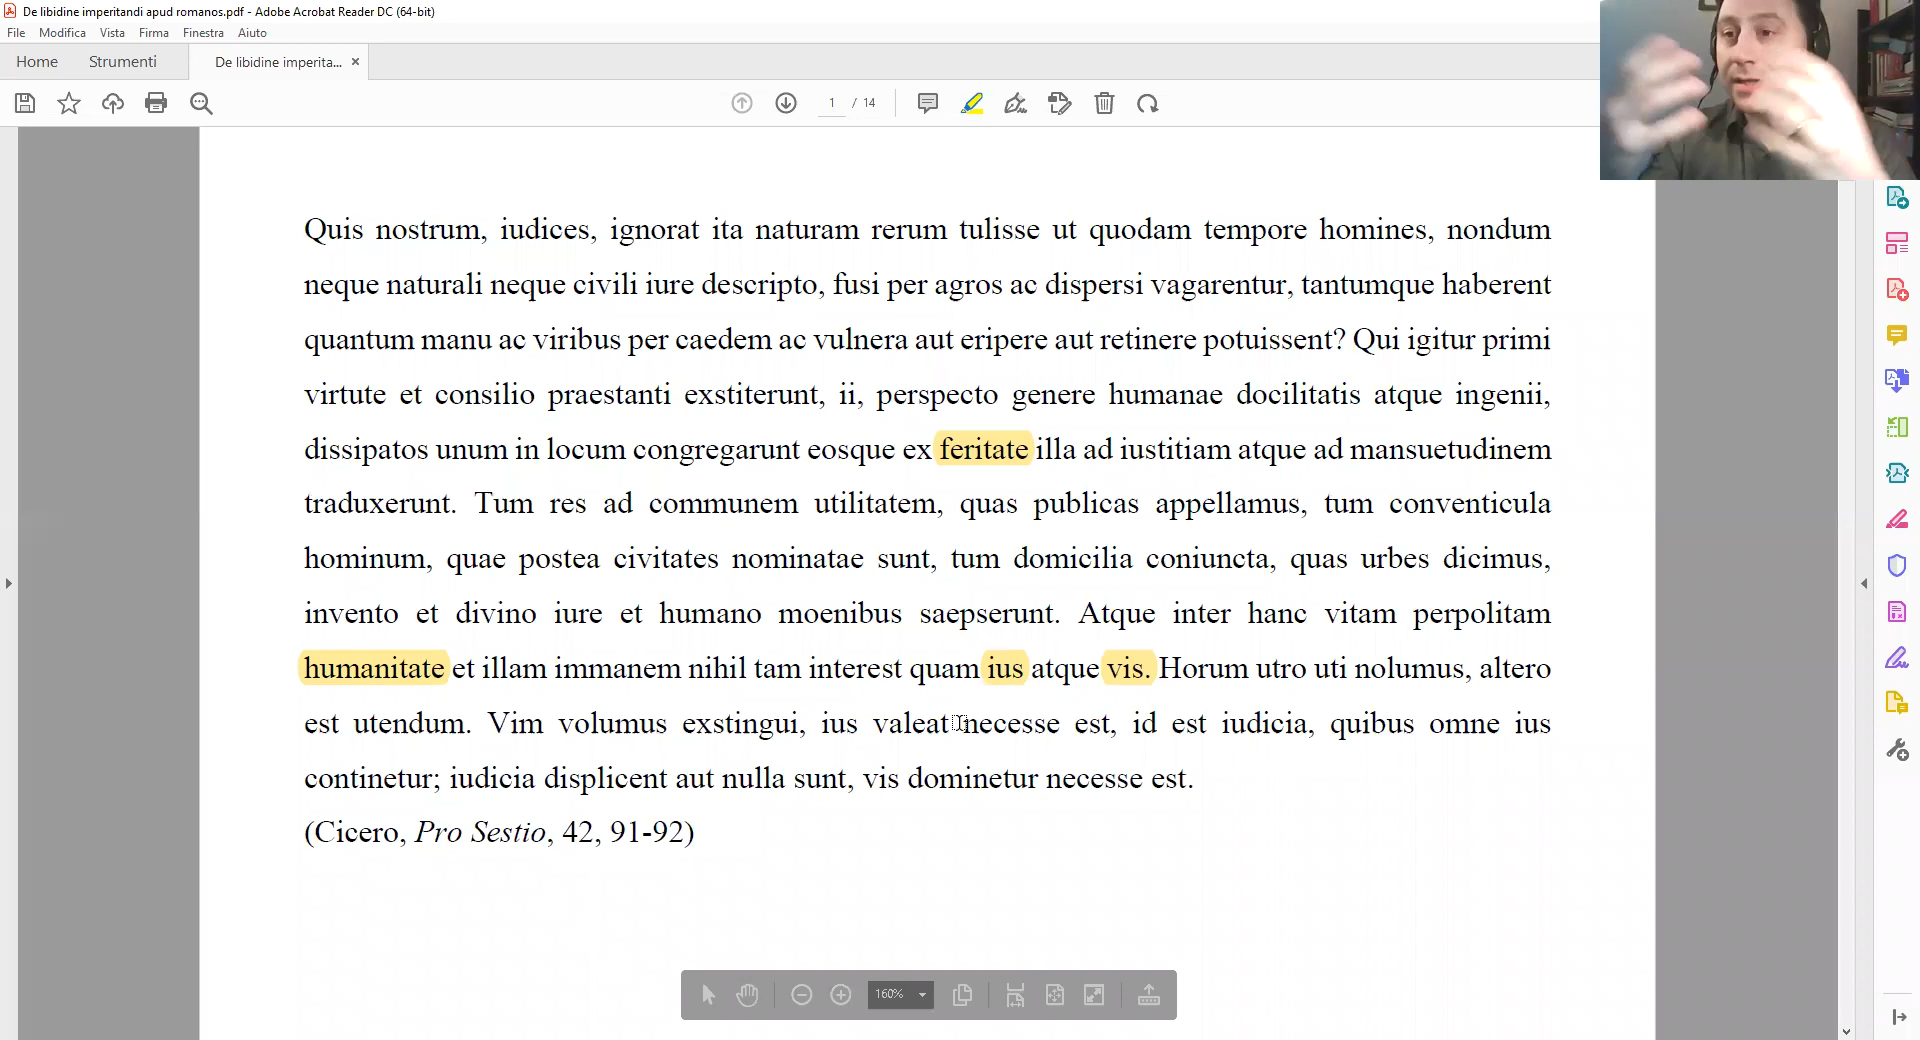 De libidine imperitandi apud romanos.pdf - Adobe Acrobat Reader DC (64-bit)
File Modifica Vista Firma Finestra Aiuto
Home Strumenti De libidine imperita... ×
1 / 14
Quis nostrum, iudices, ignorat ita naturam rerum tulisse ut quodam tempore homines, nondum
neque naturali neque civili iure descripto, fusi per agros ac dispersi vagarentur, tantumque haberent
quantum manu ac viribus per caedem ac vulnera aut eripere aut retinere potuissent? Qui igitur primi
virtute et consilio praestanti exstiterunt, ii, perspecto genere humanae docilitatis atque ingenii,
dissipatos unum in locum congregarunt eosque ex feritate illa ad iustitiam atque ad mansuetudinem
traduxerunt. Tum res ad communem utilitatem, quas publicas appellamus, tum conventicula
hominum, quae postea civitates nominatae sunt, tum domicilia coniuncta, quas urbes dicimus,
invento et divino iure et humano moenibus saepserunt. Atque inter hanc vitam perpolitam
humanitate et illam immanem nihil tam interest quam ius atque vis. Horum utro uti nolumus, altero
est utendum. Vim volumus exstingui, ius valeat necesse est, id est iudicia, quibus omne ius
continetur; iudicia displicent aut nulla sunt, vis dominetur necesse est.
(Cicero, Pro Sestio, 42, 91-92)
160%